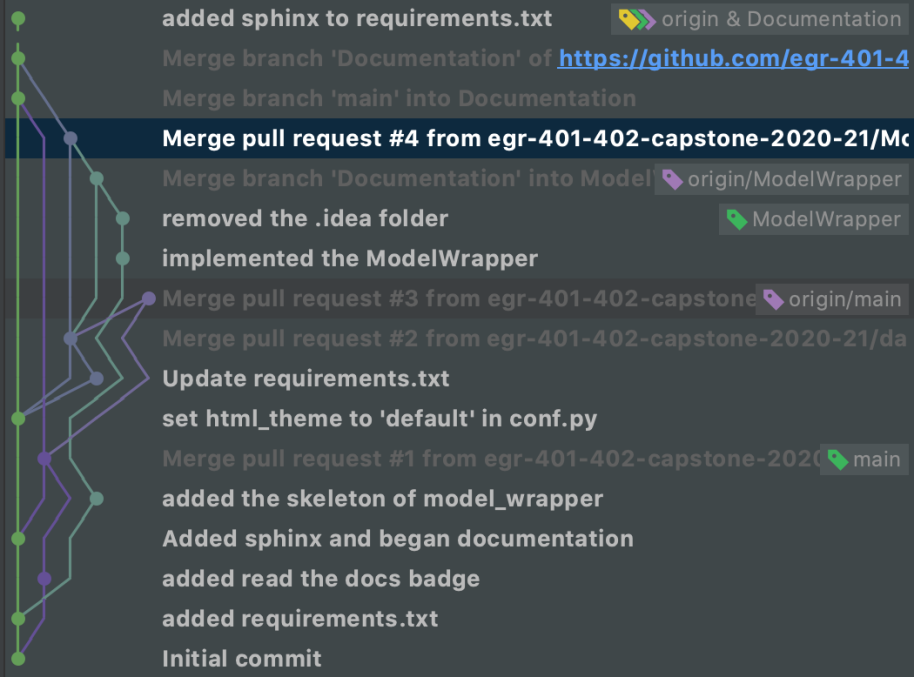 added sphinx to requirements.txt origin & Documentation
Merge branch 'Documentation' of https://github.com/egr-401-4
Merge branch 'main' into Documentation
Merge pull request #4 from egr-401-402-capstone-2020-21/Mo
Merge branch 'Documentation' into Model origin/ModelWrapper
removed the .idea folder ModelWrapper
implemented the ModelWrapper
Merge pull request #3 from egr-401-402-capstone origin/main
Merge pull request #2 from egr-401-402-capstone-2020-21/da
Update requirements.txt
set html_theme to 'default' in conf.py
Merge pull request #1 from egr-401-402-capstone-2020 main
added the skeleton of model_wrapper
Added sphinx and began documentation
added read the docs badge
added requirements.txt
Initial commit